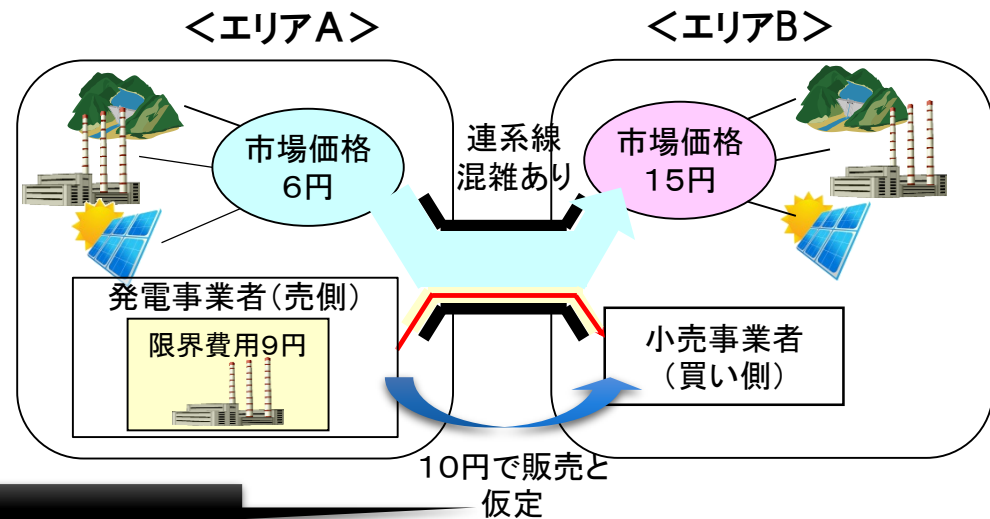 ＜エリアA＞
＜エリアB＞
市場価格
6円
連系線
混雑あり
市場価格
15円
発電事業者（売側）
限界費用9円
小売事業者
（買い側）
10円で販売と
仮定